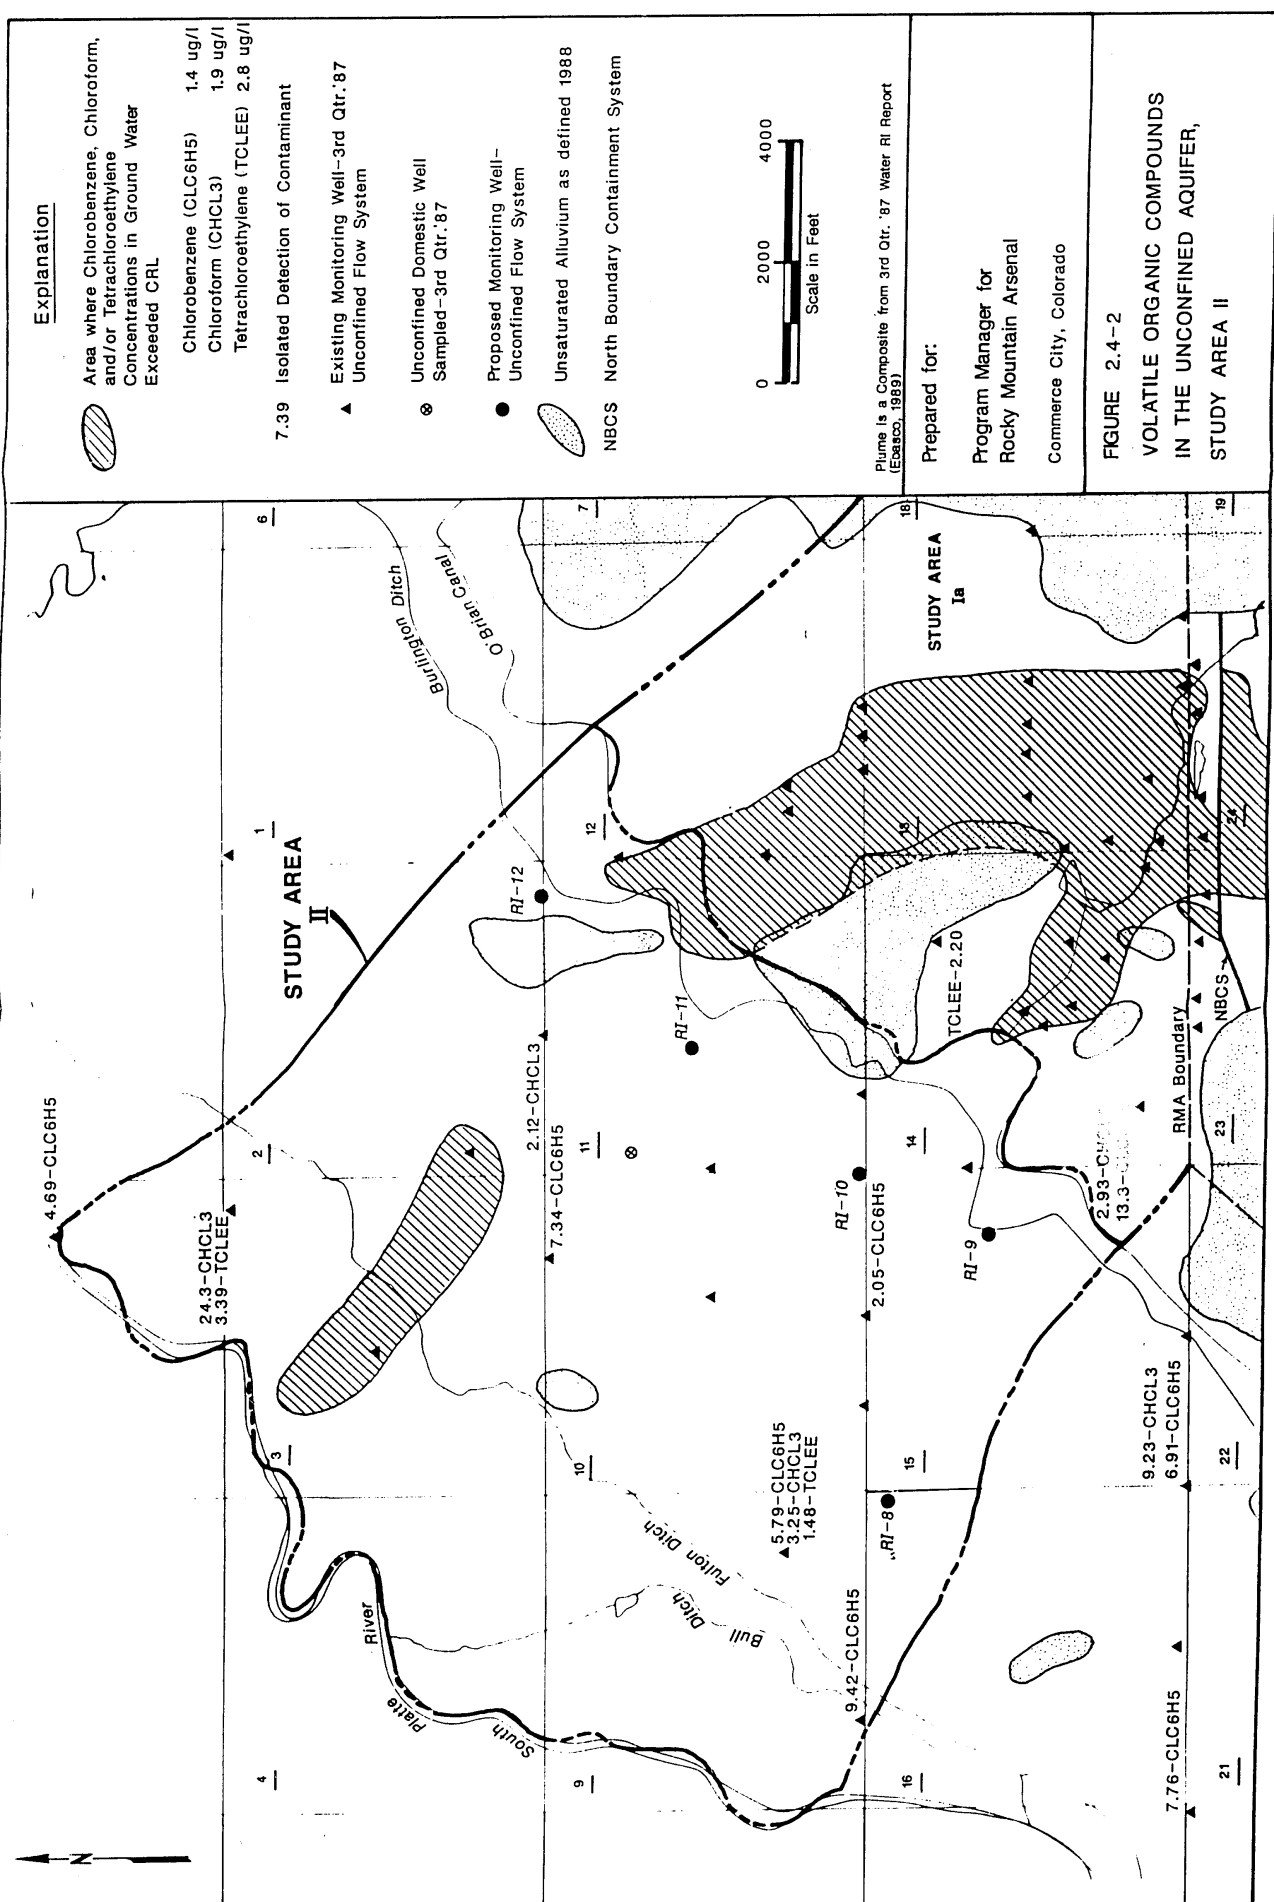 Explanation
Area where Chlorobenzene, Chloroform,
and/or Tetrachloroethylene
Concentrations in Ground Water
Exceeded CRL
Chlorobenzene (CLC6H5) 1.4 ug/l
Chloroform (CHCL3) 1.9 ug/l
Tetrachloroethylene (TCLEE) 2.8 ug/l
7.39 Isolated Detection of Contaminant
Existing Monitoring Well-3rd Qtr.'87
Unconfined Flow System
Unconfined Domestic Well
Sampled-3rd Qtr.'87
Proposed Monitoring Well-
Unconfined Flow System
Unsaturated Alluvium as defined 1988
NBCS North Boundary Containment System
0 2000 4000
Scale in Feet
Plume is a Composite from 3rd Qtr. '87 Water RI Report
(Ebasco, 1989)
Prepared for:
Program Manager for
Rocky Mountain Arsenal
Commerce City, Colorado
FIGURE 2.4-2
VOLATILE ORGANIC COMPOUNDS
IN THE UNCONFINED AQUIFER,
STUDY AREA II
N
4.69-CLC6H5
24.3-CHCL3
3.39-TCLEE
STUDY AREA
II
4
3
2
1
6
Burlington Ditch
O'Brian Canal
River
Platte
South
2.12-CHCL3
7.34-CLC6H5
RI-12
9
10
11
12
7
RI-11
Fulton Ditch
Bull
Ditch
5.79-CLC6H5
3.25-CHCL3
1.48-TCLEE
9.42-CLC6H5
RI-10
2.05-CLC6H5
RI-8
RI-9
16
15
14
13
18
STUDY AREA
Ia
TCLEE-2.20
2.93-CHCL
13.3-
RMA Boundary
NBCS
9.23-CHCL3
6.91-CLC6H5
7.76-CLC6H5
21
22
23
24
19